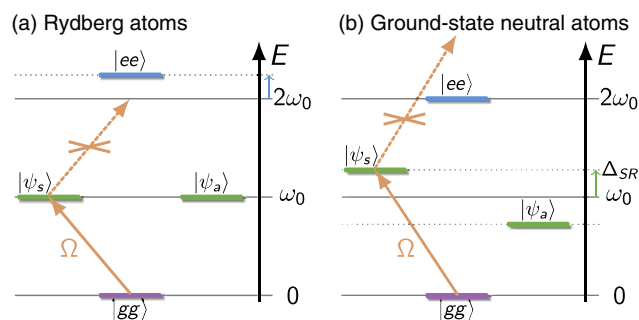 (a) Rydberg atoms
(b) Ground-state neutral atoms
|ee⟩
E
2ω₀
|ψₛ⟩
|ψₐ⟩
ω₀
Ω
|gg⟩
0
E
|ee⟩
2ω₀
|ψₛ⟩
Δ_SR
ω₀
|ψₐ⟩
Ω
|gg⟩
0